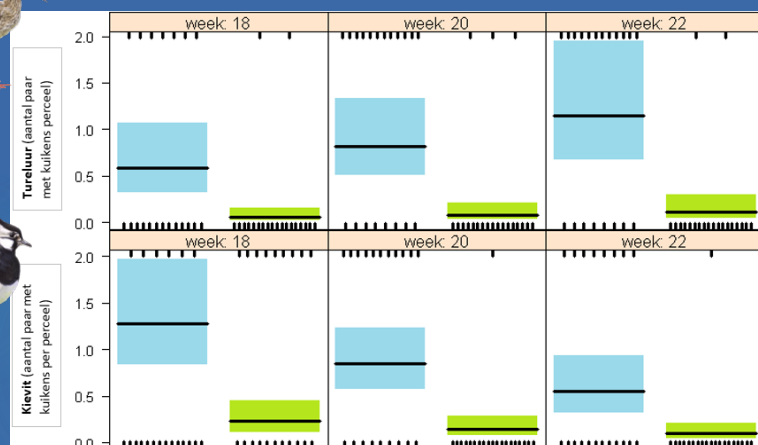 week: 18
week: 20
week: 22
2.0
1.5
1.0
0.5
0.0
Tureluur (aantal paar
met kuikens perceel)
week: 18
week: 20
week: 22
2.0
1.5
1.0
0.5
0.0
Kievit (aantal paar met
kuikens per perceel)